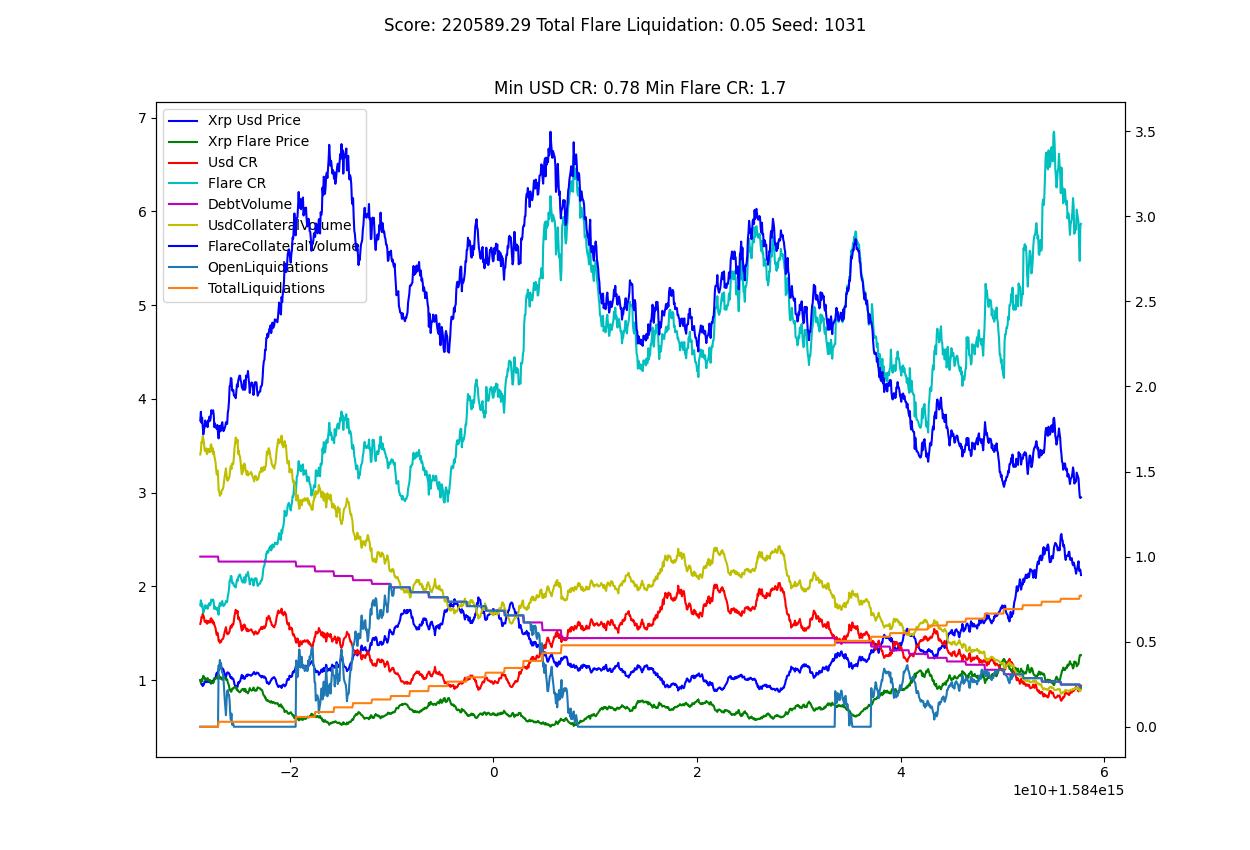 Score: 220589.29 Total Flare Liquidation: 0.05 Seed: 1031
Min USD CR: 0.78 Min Flare CR: 1.7
Xrp Usd Price
Xrp Flare Price
Usd CR
Flare CR
DebtVolume
UsdCollateralVolume
FlareCollateralVolume
OpenLiquidations
TotalLiquidations
7
6
5
4
3
2
1
3.5
3.0
2.5
2.0
1.5
1.0
0.5
0.0
−2 0 2 4 6
1e10+1.584e15